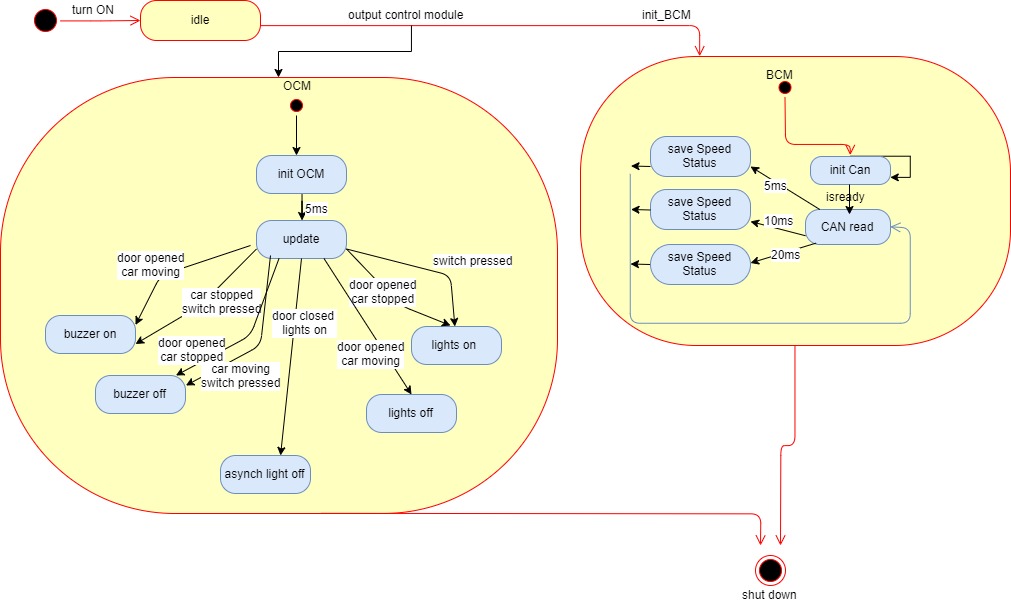 turn ON
idle
output control module
init_BCM
OCM
init OCM
5ms
update
door opened
car moving
car stopped
switch pressed
door opened
car stopped
car moving
switch pressed
door closed
lights on
door opened
car moving
door opened
car stopped
switch pressed
buzzer on
buzzer off
asynch light off
lights off
lights on
BCM
init Can
isready
CAN read
5ms
10ms
20ms
save Speed
Status
save Speed
Status
save Speed
Status
shut down